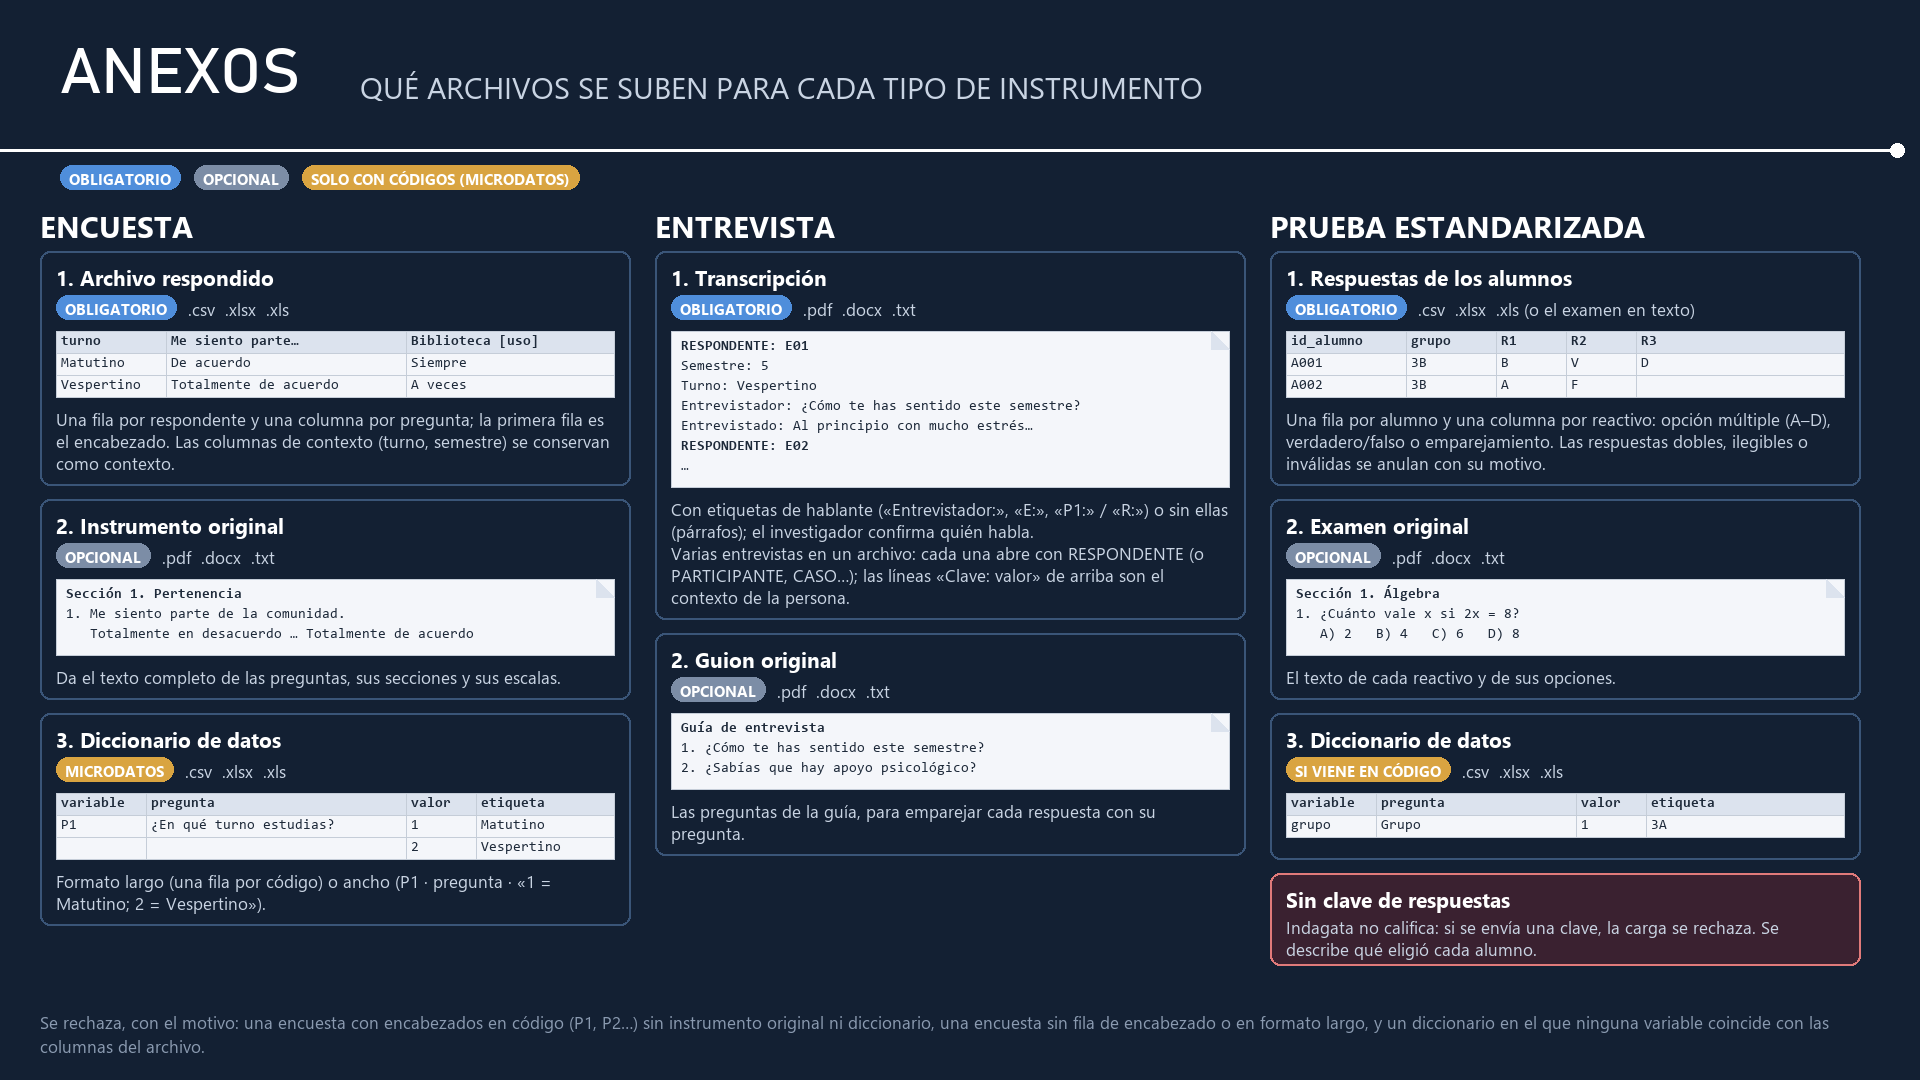 ANEXOS
QUÉ ARCHIVOS SE SUBEN PARA CADA TIPO DE INSTRUMENTO
OBLIGATORIO
OPCIONAL
SOLO CON CÓDIGOS (MICRODATOS)
ENCUESTA
1. Archivo respondido
OBLIGATORIO .csv .xlsx .xls
turno Me siento parte… Biblioteca [uso]
Matutino De acuerdo Siempre
Vespertino Totalmente de acuerdo A veces
Una fila por respondente y una columna por pregunta; la primera fila es
el encabezado. Las columnas de contexto (turno, semestre) se conservan
como contexto.
2. Instrumento original
OPCIONAL .pdf .docx .txt
Sección 1. Pertenencia
1. Me siento parte de la comunidad.
Totalmente en desacuerdo … Totalmente de acuerdo
Da el texto completo de las preguntas, sus secciones y sus escalas.
3. Diccionario de datos
MICRODATOS .csv .xlsx .xls
variable pregunta valor etiqueta
P1 ¿En qué turno estudias? 1 Matutino
2 Vespertino
Formato largo (una fila por código) o ancho (P1 · pregunta · «1 =
Matutino; 2 = Vespertino»).
ENTREVISTA
1. Transcripción
OBLIGATORIO .pdf .docx .txt
RESPONDENTE: E01
Semestre: 5
Turno: Vespertino
Entrevistador: ¿Cómo te has sentido este semestre?
Entrevistado: Al principio con mucho estrés…
RESPONDENTE: E02
…
Con etiquetas de hablante («Entrevistador:», «E:», «P1:» / «R:») o sin ellas
(párrafos); el investigador confirma quién habla.
Varias entrevistas en un archivo: cada una abre con RESPONDENTE (o
PARTICIPANTE, CASO…); las líneas «Clave: valor» de arriba son el
contexto de la persona.
2. Guion original
OPCIONAL .pdf .docx .txt
Guía de entrevista
1. ¿Cómo te has sentido este semestre?
2. ¿Sabías que hay apoyo psicológico?
Las preguntas de la guía, para emparejar cada respuesta con su
pregunta.
PRUEBA ESTANDARIZADA
1. Respuestas de los alumnos
OBLIGATORIO .csv .xlsx .xls (o el examen en texto)
id_alumno grupo R1 R2 R3
A001 3B B V D
A002 3B A F
Una fila por alumno y una columna por reactivo: opción múltiple (A–D),
verdadero/falso o emparejamiento. Las respuestas dobles, ilegibles o
inválidas se anulan con su motivo.
2. Examen original
OPCIONAL .pdf .docx .txt
Sección 1. Álgebra
1. ¿Cuánto vale x si 2x = 8?
A) 2 B) 4 C) 6 D) 8
El texto de cada reactivo y de sus opciones.
3. Diccionario de datos
SI VIENE EN CÓDIGO .csv .xlsx .xls
variable pregunta valor etiqueta
grupo Grupo 1 3A
Sin clave de respuestas
Indagata no califica: si se envía una clave, la carga se rechaza. Se
describe qué eligió cada alumno.
Se rechaza, con el motivo: una encuesta con encabezados en código (P1, P2…) sin instrumento original ni diccionario, una encuesta sin fila de encabezado o en formato largo, y un diccionario en el que ninguna variable coincide con las
columnas del archivo.